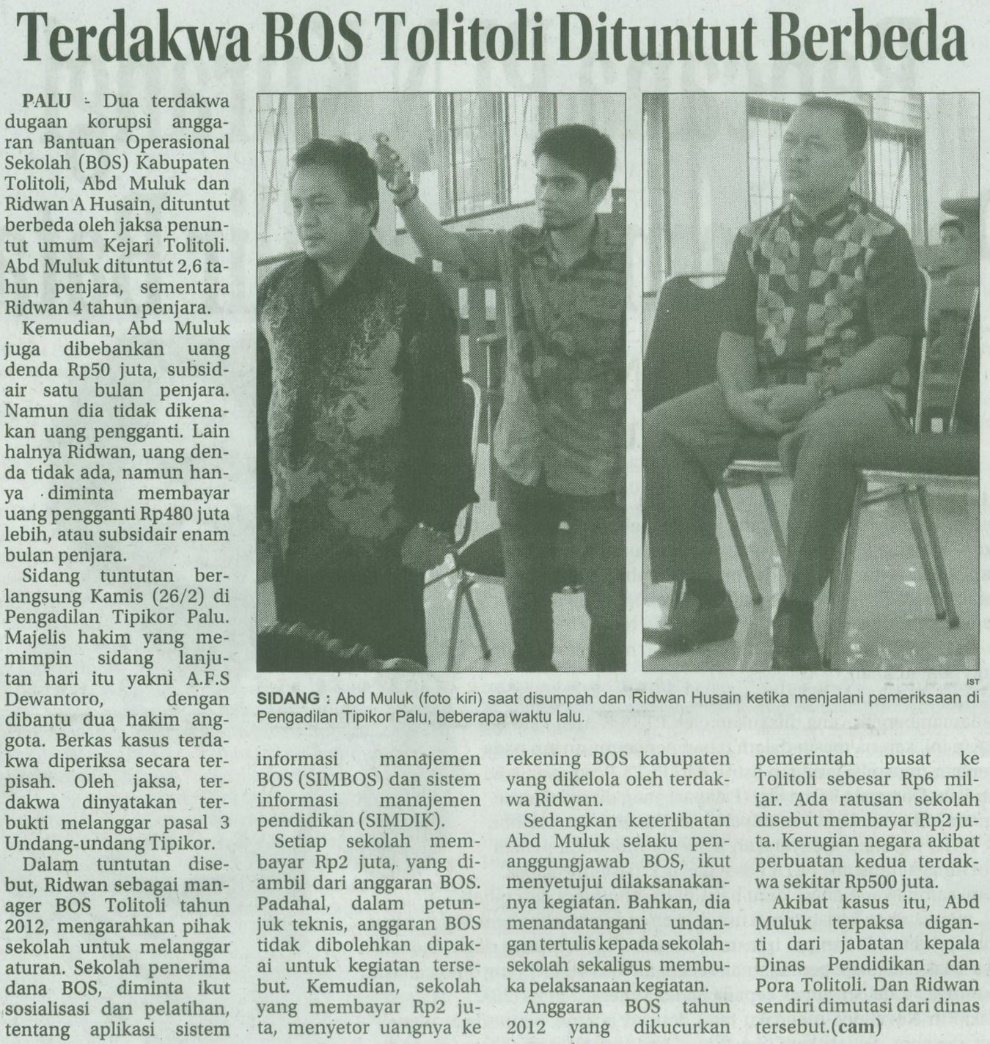 Terdakwa BOS Tolitoli Dituntut Berbeda
PALU - Dua terdakwa
dugaan korupsi angga-
ran Bantuan Operasional
Sekolah (BOS) Kabupaten
Tolitoli, Abd Muluk dan
Ridwan A Husain, dituntut
berbeda oleh jaksa penun-
tut umum Kejari Tolitoli.
Abd Muluk dituntut 2,6 ta-
hun penjara, sementara
Ridwan 4 tahun penjara.
Kemudian, Abd Muluk
juga dibebankan uang
denda Rp50 juta, subsid-
air satu bulan penjara.
Namun dia tidak dikena-
kan uang pengganti. Lain
halnya Ridwan, uang den-
da tidak ada, namun han-
ya diminta membayar
uang pengganti Rp480 juta
lebih, atau subsidair enam
bulan penjara.
Sidang tuntutan ber-
langsung Kamis (26/2) di
Pengadilan Tipikor Palu.
Majelis hakim yang me-
mimpin sidang lanju-
tan hari itu yakni A.F.S
Dewantoro, dengan
dibantu dua hakim ang-
gota. Berkas kasus terda-
kwa diperiksa secara ter-
pisah. Oleh jaksa, ter-
dakwa dinyatakan ter-
bukti melanggar pasal 3
Undang-undang Tipikor.
Dalam tuntutan dise-
but, Ridwan sebagai man-
ager BOS Tolitoli tahun
2012, mengarahkan pihak
sekolah untuk melanggar
aturan. Sekolah penerima
dana BOS, diminta ikut
sosialisasi dan pelatihan,
tentang aplikasi sistem
IST
SIDANG : Abd Muluk (foto kiri) saat disumpah dan Ridwan Husain ketika menjalani pemeriksaan di
Pengadilan Tipikor Palu, beberapa waktu lalu.
informasi manajemen
BOS (SIMBOS) dan sistem
informasi manajemen
pendidikan (SIMDIK).
Setiap sekolah mem-
bayar Rp2 juta, yang di-
ambil dari anggaran BOS.
Padahal, dalam petun-
juk teknis, anggaran BOS
tidak dibolehkan dipak-
ai untuk kegiatan terse-
but. Kemudian, sekolah
yang membayar Rp2 ju-
ta, menyetor uangnya ke
rekening BOS kabupaten
yang dikelola oleh terdak-
wa Ridwan.
Sedangkan keterlibatan
Abd Muluk selaku pen-
anggungjawab BOS, ikut
menyetujui dilaksanakan-
nya kegiatan. Bahkan, dia
menandatangani undan-
gan tertulis kepada sekolah-
sekolah sekaligus membu-
ka pelaksanaan kegiatan.
Anggaran BOS tahun
2012 yang dikucurkan
pemerintah pusat ke
Tolitoli sebesar Rp6 mil-
iar. Ada ratusan sekolah
disebut membayar Rp2 ju-
ta. Kerugian negara akibat
perbuatan kedua terdak-
wa sekitar Rp500 juta.
Akibat kasus itu, Abd
Muluk terpaksa digan-
ti dari jabatan kepala
Dinas Pendidikan dan
Pora Tolitoli. Dan Ridwan
sendiri dimutasi dari dinas
tersebut.(cam)